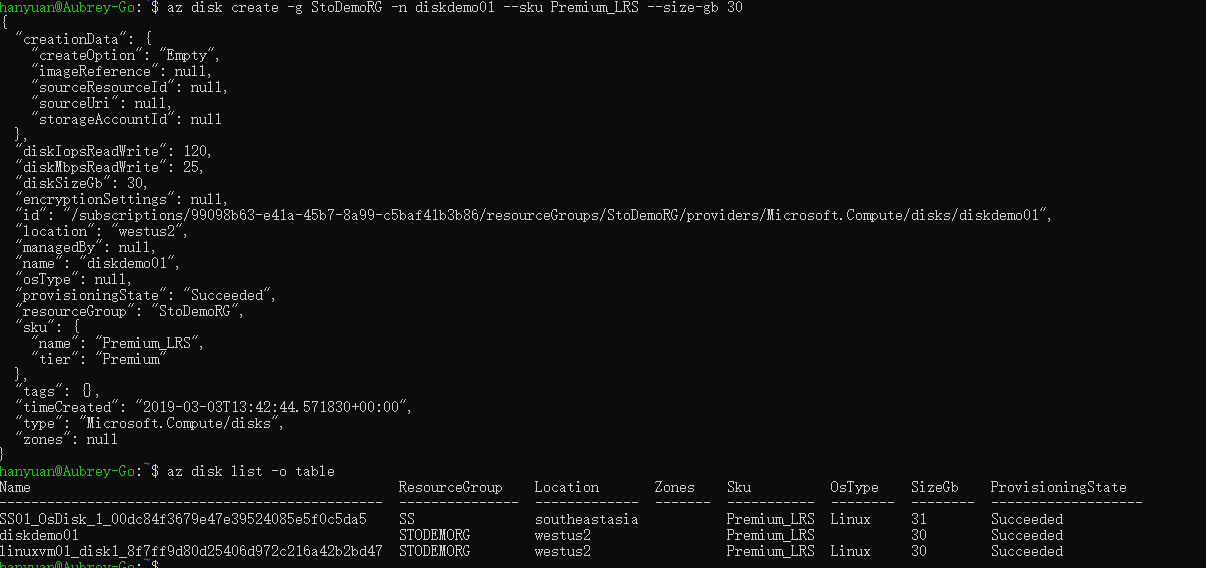 hanyuan@Aubrey-Go:~$ az disk create -g StoDemoRG -n diskdemo01 --sku Premium_LRS --size-gb 30
{
  "creationData": {
    "createOption": "Empty",
    "imageReference": null,
    "sourceResourceId": null,
    "sourceUri": null,
    "storageAccountId": null
  },
  "diskIopsReadWrite": 120,
  "diskMbpsReadWrite": 25,
  "diskSizeGb": 30,
  "encryptionSettings": null,
  "id": "/subscriptions/99098b63-e41a-45b7-8a99-c5baf41b3b86/resourceGroups/StoDemoRG/providers/Microsoft.Compute/disks/diskdemo01",
  "location": "westus2",
  "managedBy": null,
  "name": "diskdemo01",
  "osType": null,
  "provisioningState": "Succeeded",
  "resourceGroup": "StoDemoRG",
  "sku": {
    "name": "Premium_LRS",
    "tier": "Premium"
  },
  "tags": {},
  "timeCreated": "2019-03-03T13:42:44.571830+00:00",
  "type": "Microsoft.Compute/disks",
  "zones": null
}
hanyuan@Aubrey-Go:~$ az disk list -o table
Name                                             ResourceGroup    Location       Zones    Sku          OsType    SizeGb    ProvisioningState
-----------------------------------------------  ---------------  -------------  -------  -----------  --------  --------  -------------------
SS01_OsDisk_1_00dc84f3679e47e39524085e5f0c5da5   SS               southeastasia           Premium_LRS  Linux     31        Succeeded
diskdemo01                                       STODEMORG        westus2                 Premium_LRS            30        Succeeded
linuxvm01_disk1_8f7ff9d80d25406d972c216a42b2bd47  STODEMORG        westus2                 Premium_LRS  Linux     30        Succeeded
hanyuan@Aubrey-Go:~$